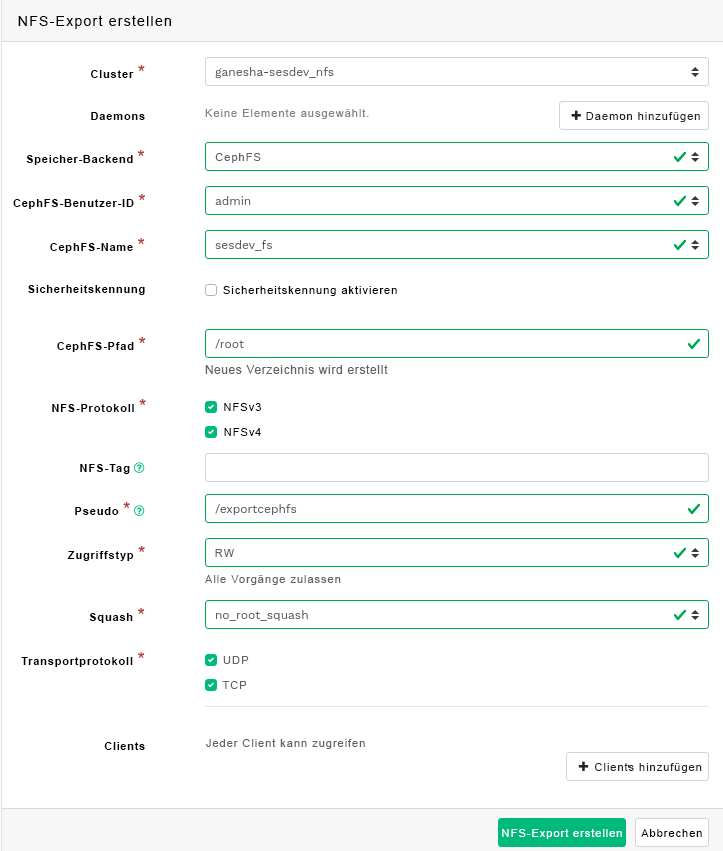 NFS-Export erstellen
Cluster *
ganesha-sesdev_nfs
Daemons
Keine Elemente ausgewählt.
Daemon hinzufügen
Speicher-Backend *
CephFS
CephFS-Benutzer-ID *
admin
CephFS-Name *
sesdev_fs
Sicherheitskennung
Sicherheitskennung aktivieren
CephFS-Pfad *
/root
Neues Verzeichnis wird erstellt
NFS-Protokoll *
NFSv3
NFSv4
NFS-Tag
Pseudo *
/exportcephfs
Zugriffstyp *
RW
Alle Vorgänge zulassen
Squash *
no_root_squash
Transportprotokoll *
UDP
TCP
Clients
Jeder Client kann zugreifen
Clients hinzufügen
NFS-Export erstellen
Abbrechen